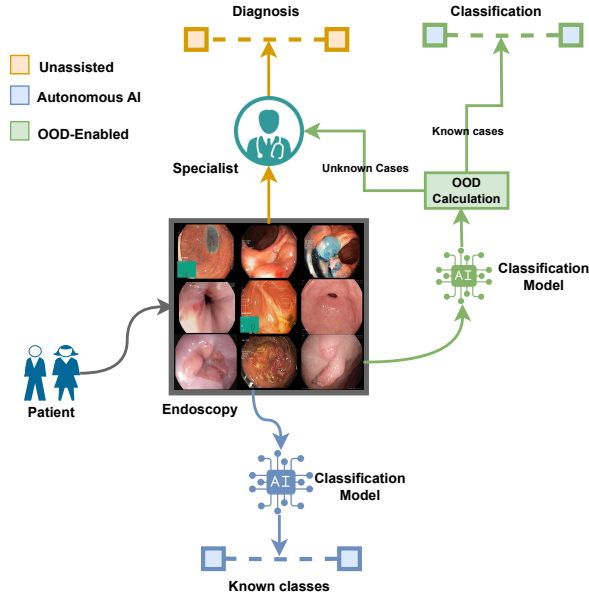 Diagnosis
Classification
Unassisted
Autonomous AI
OOD-Enabled
Known cases
Specialist
Unknown Cases
OOD
Calculation
AI
Classification
Model
Patient
Endoscopy
AI
Classification
Model
Known classes